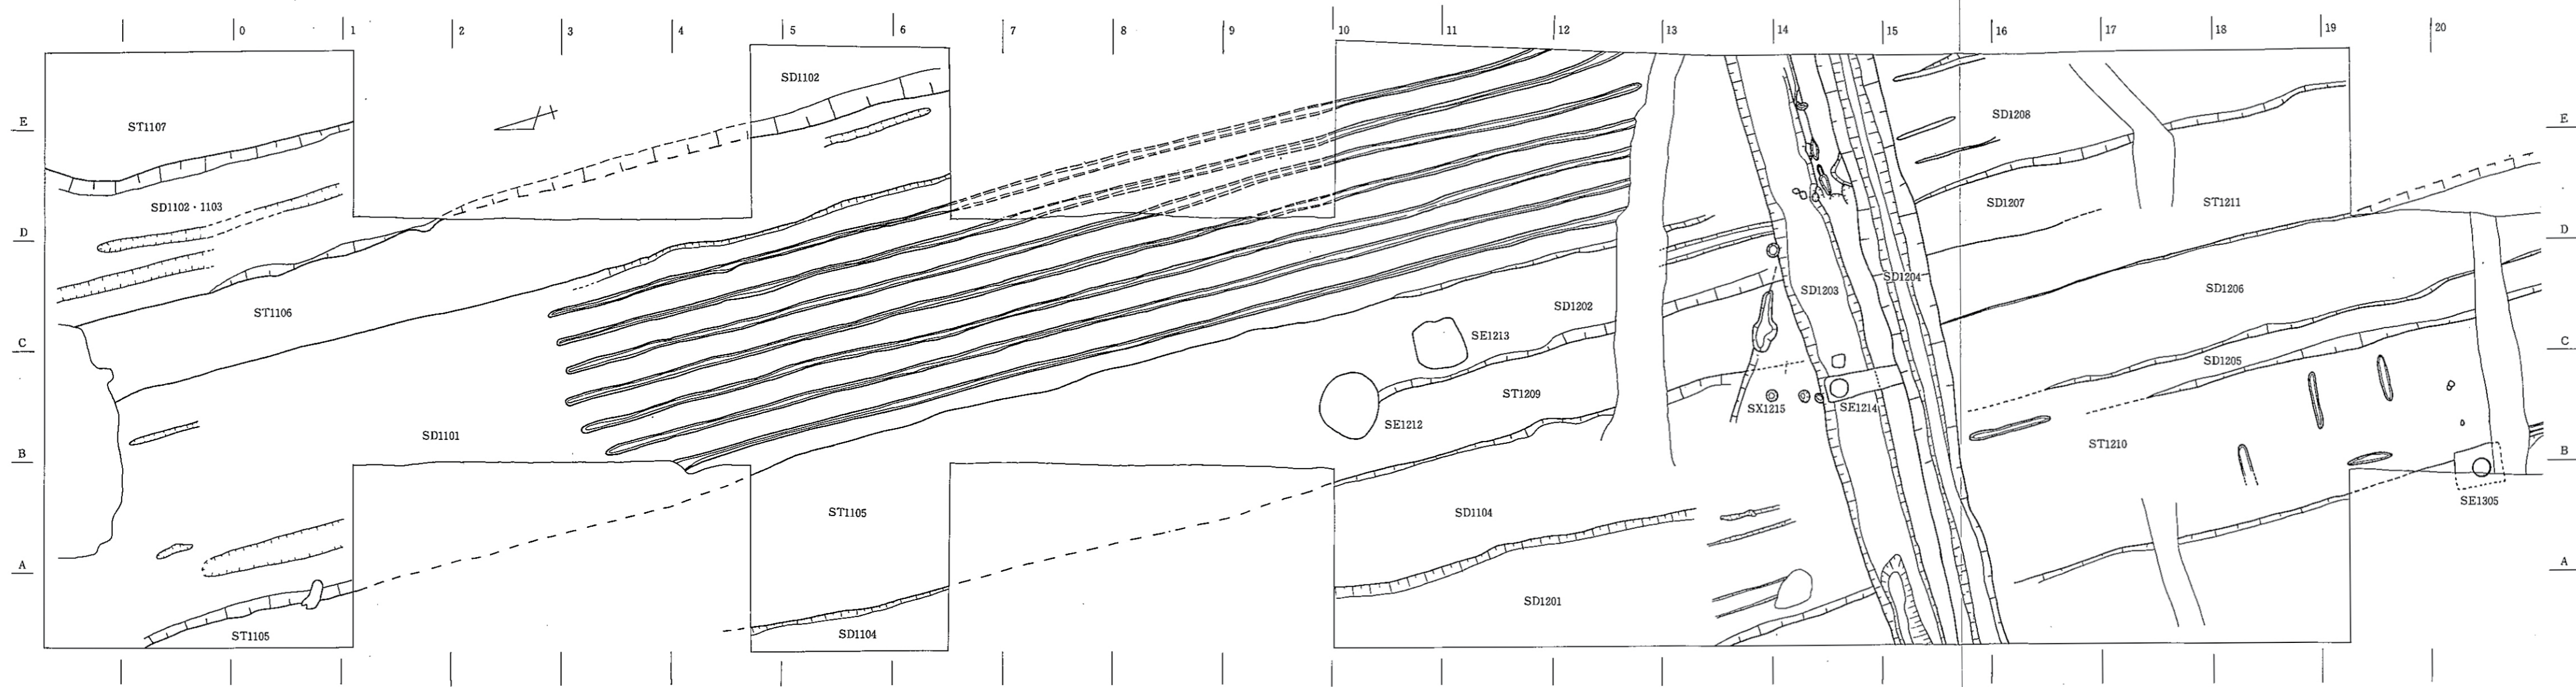 0 1 2 3 4 5 6 7 8 9 10 11 12 13 14 15 16 17 18 19 20
E
D
C
B
A
E
D
C
B
A
ST1107
SD1102・1103
ST1106
SD1101
ST1105
SD1102
ST1105
SD1104
SD1202
SE1213
ST1209
SE1212
SD1104
SD1201
SD1203
SD1204
SX1215
SE1214
SD1208
SD1207
ST1211
SD1206
SD1205
ST1210
SE1305